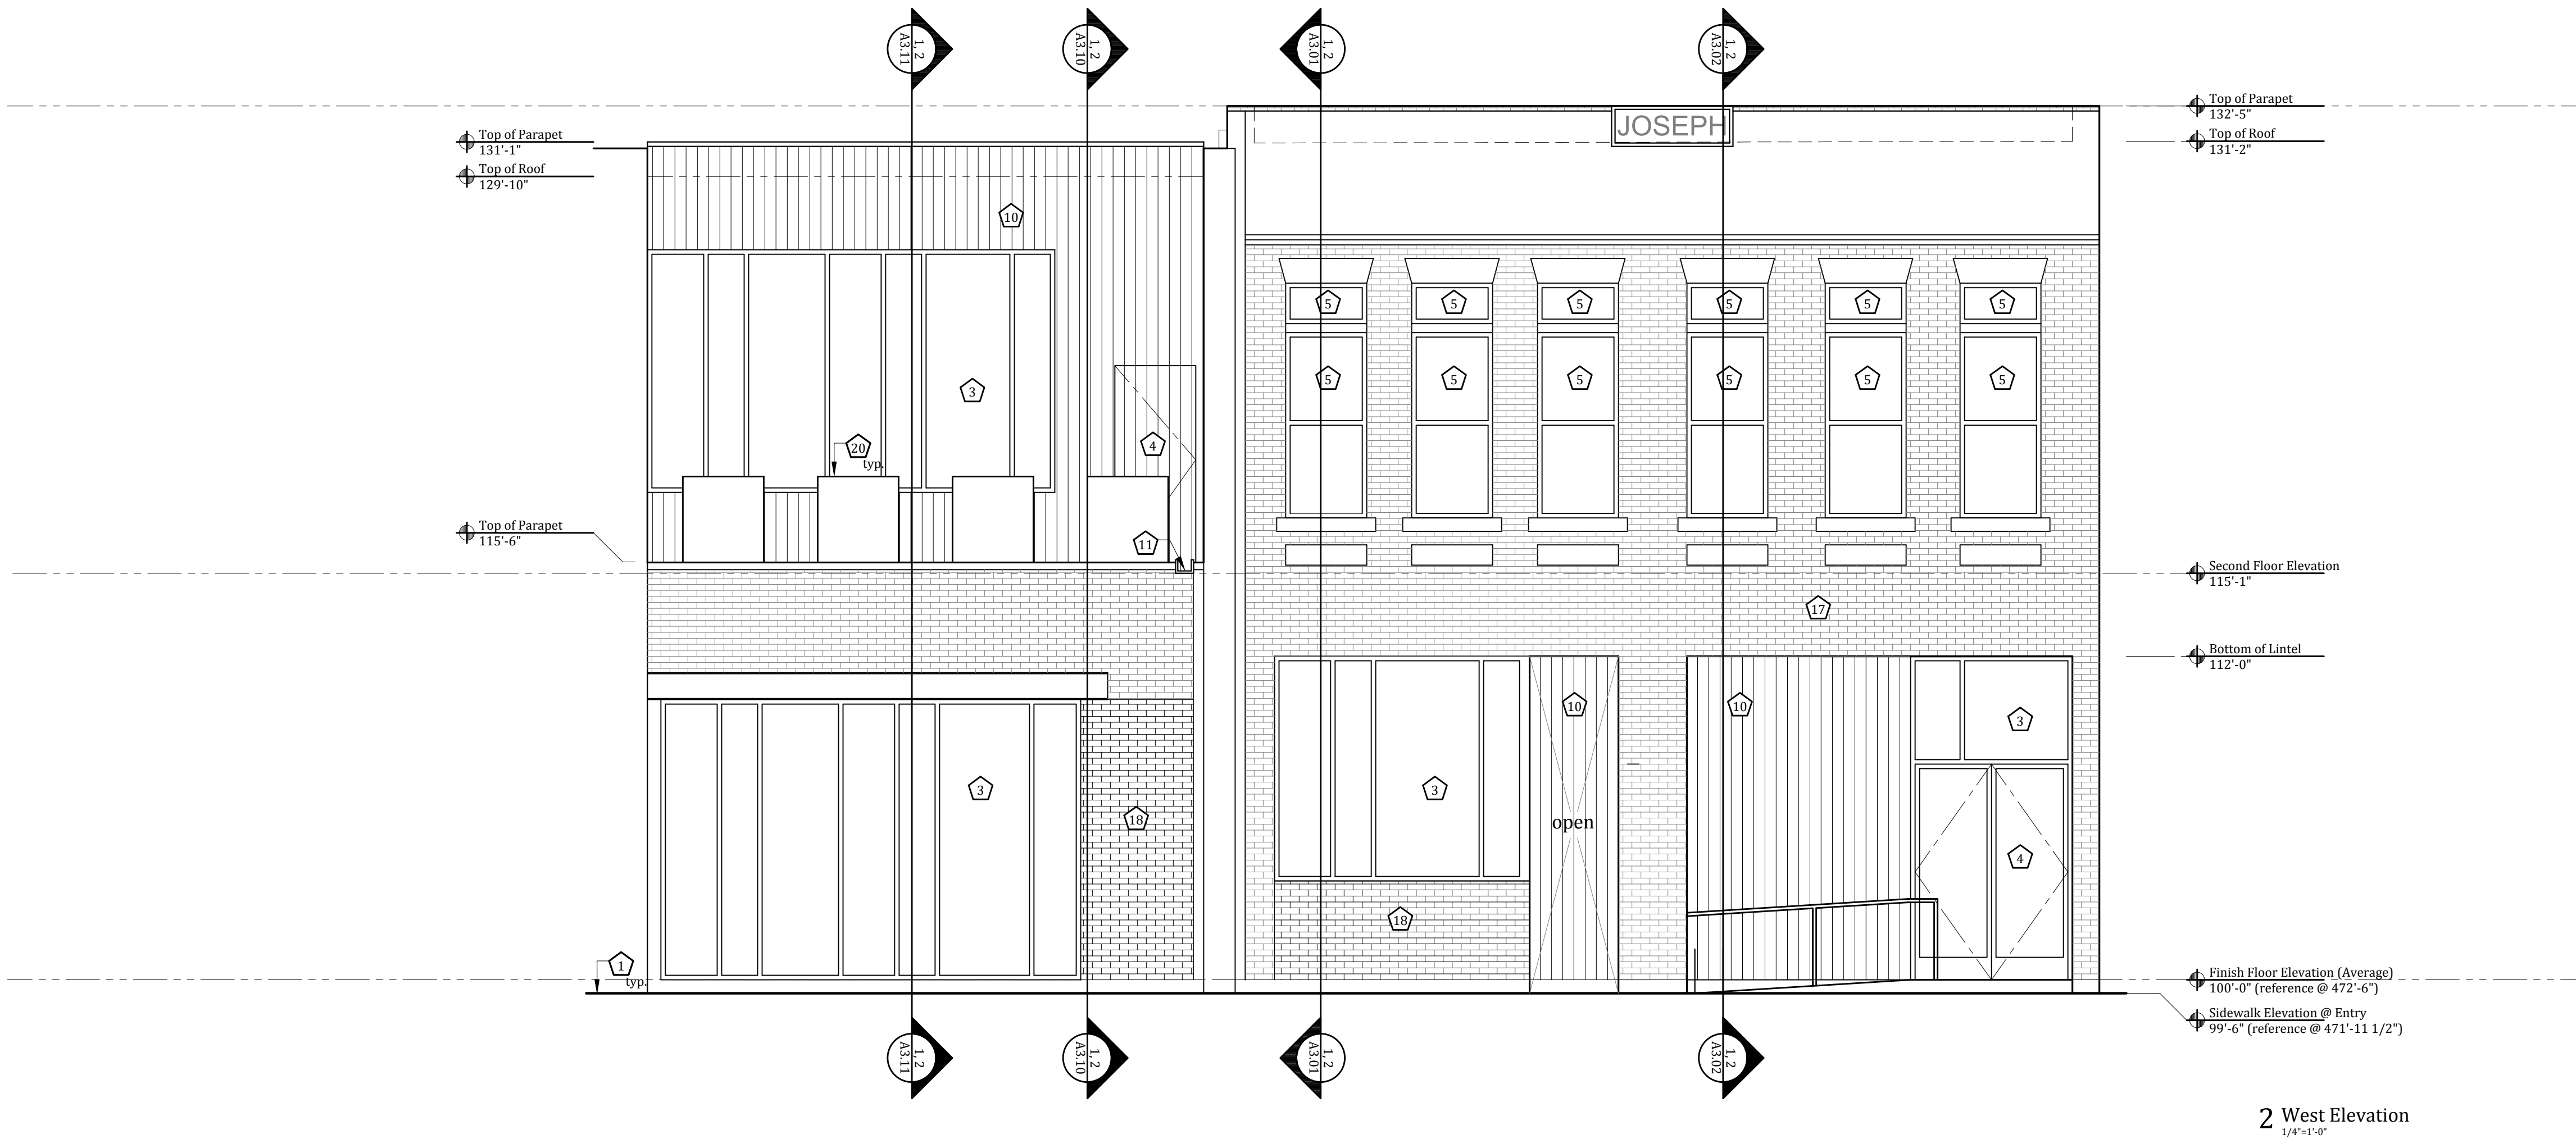 1, 2
A3.11
1, 2
A3.10
1, 2
A3.01
1, 2
A3.02
Top of Parapet
132'-5"
Top of Roof
131'-2"
JOSEPH
Top of Parapet
131'-1"
Top of Roof
129'-10"
10
5
5
5
5
5
5
3
5
5
5
5
5
5
20
typ.
4
11
Top of Parapet
115'-6"
Second Floor Elevation
115'-1"
17
Bottom of Lintel
112'-0"
10
10
3
3
3
18
open
4
18
1
typ.
Finish Floor Elevation (Average)
100'-0" (reference @ 472'-6")
Sidewalk Elevation @ Entry
99'-6" (reference @ 471'-11 1/2")
1, 2
A3.11
1, 2
A3.10
1, 2
A3.01
1, 2
A3.02
2 West Elevation
1/4"=1'-0"